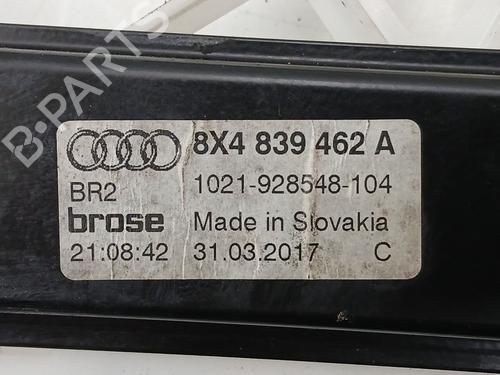 B-PARTS
8X4 839 462 A
BR2 1021-928548-104
brose Made in Slovakia
21:08:42 31.03.2017 C